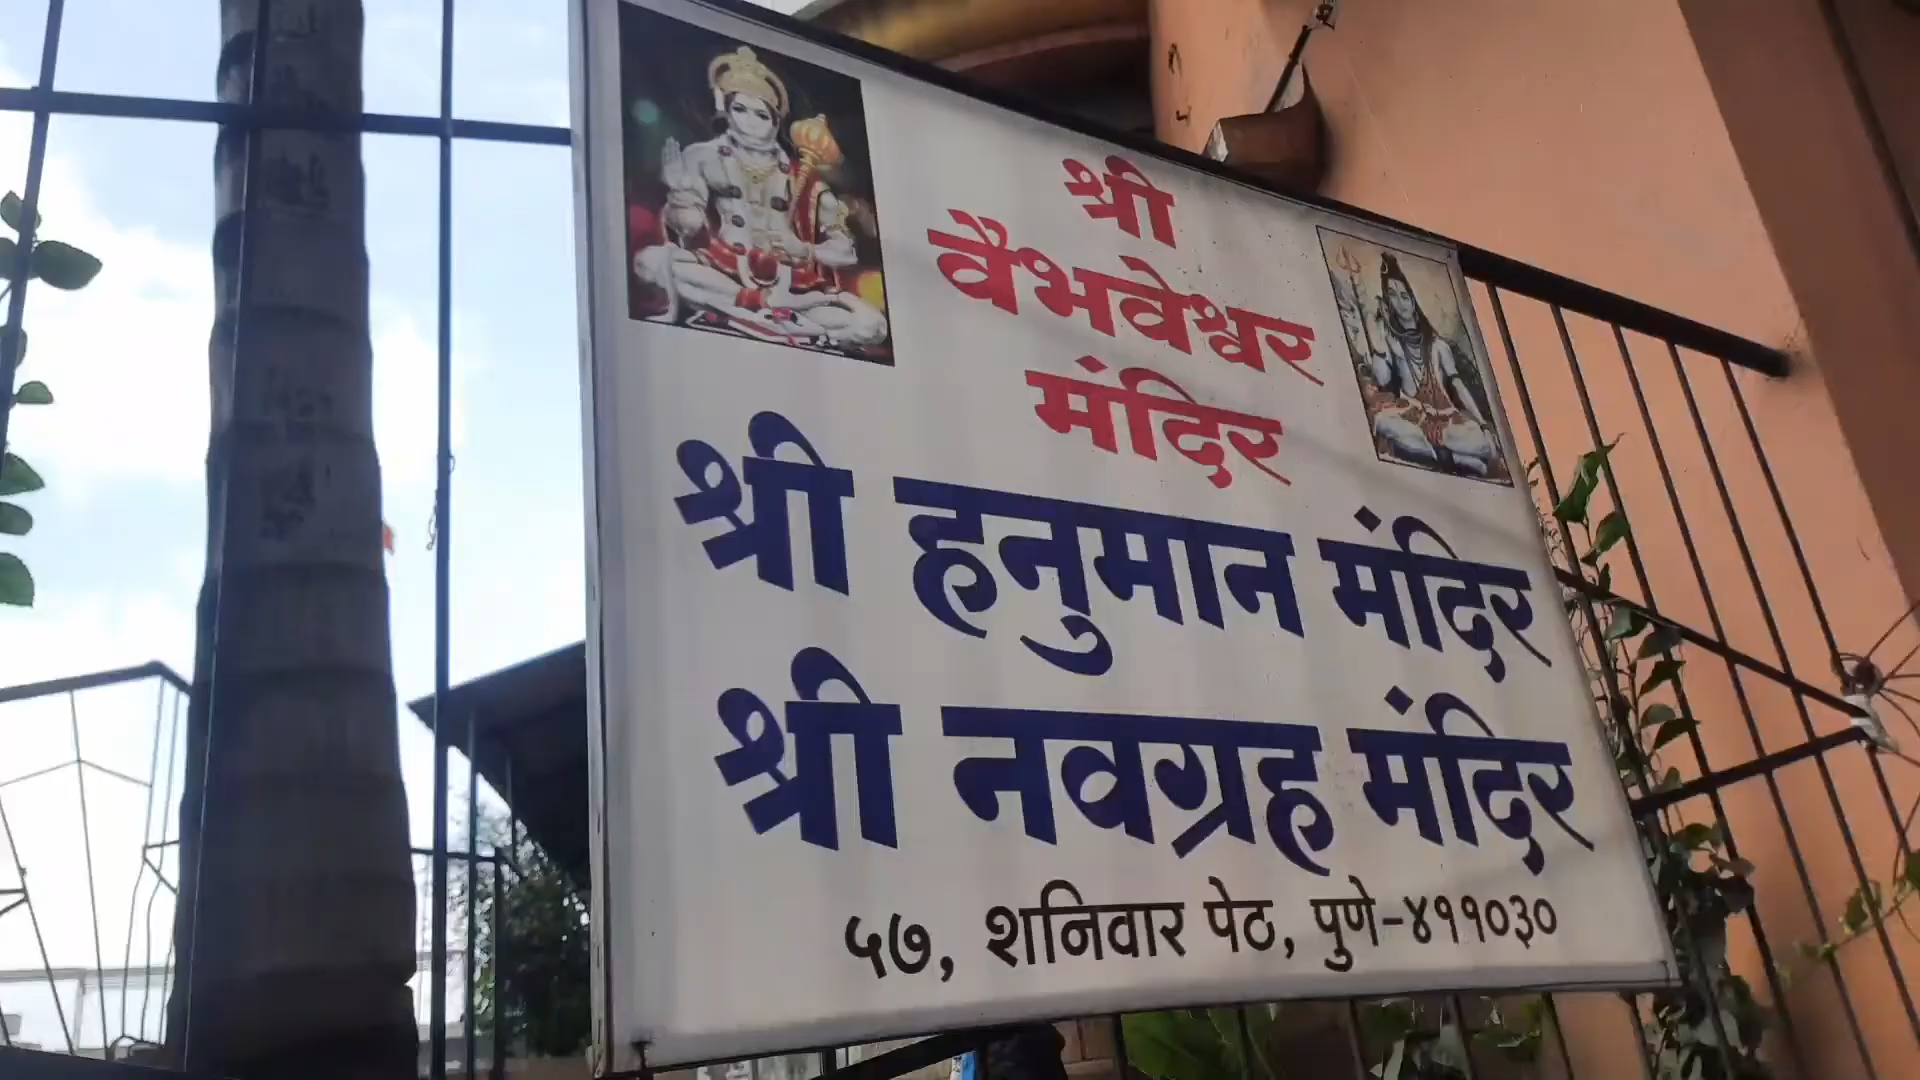 श्री
वैभवेश्वर
मंदिर
श्री हनुमान मंदिर
श्री नवग्रह मंदिर
५७, शनिवार पेठ, पुणे-४११०३०